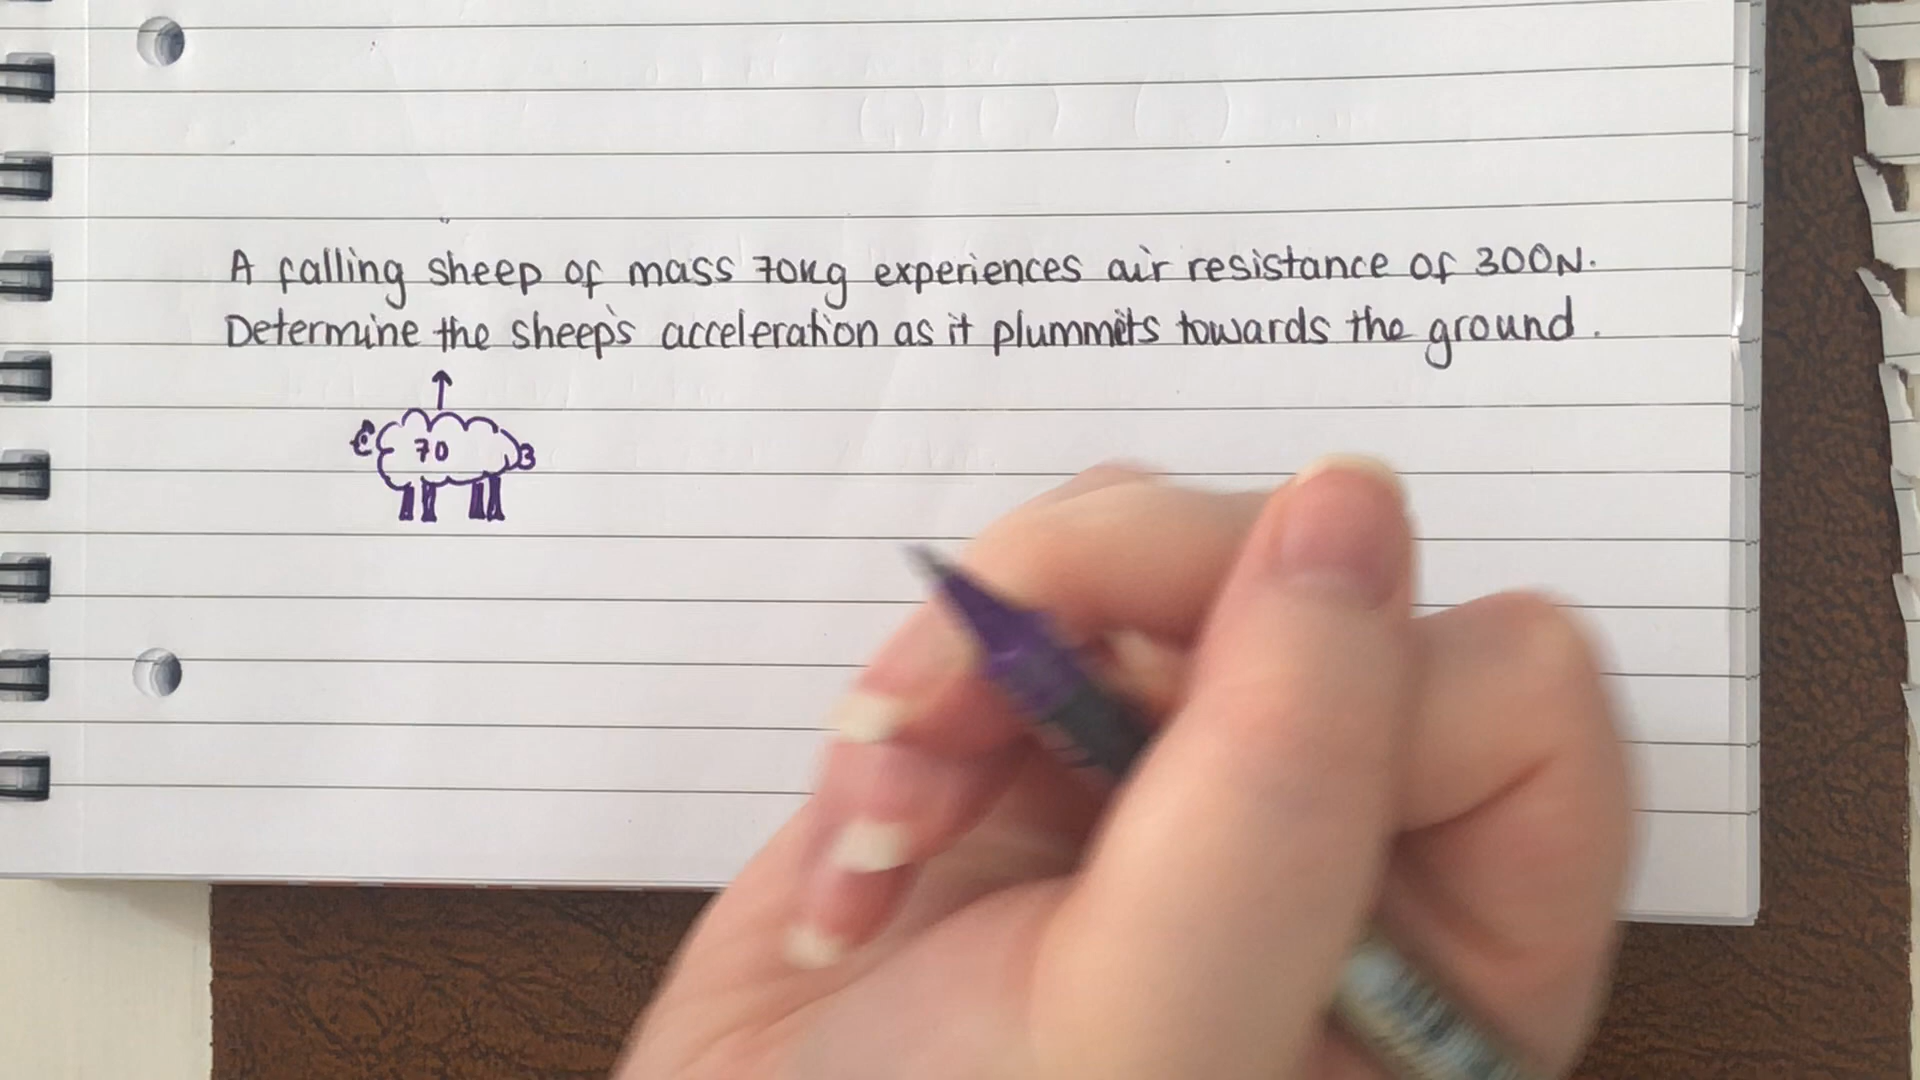 A falling sheep of mass 70kg experiences air resistance of 300N.
Determine the sheep's acceleration as it plummets towards the ground.
70